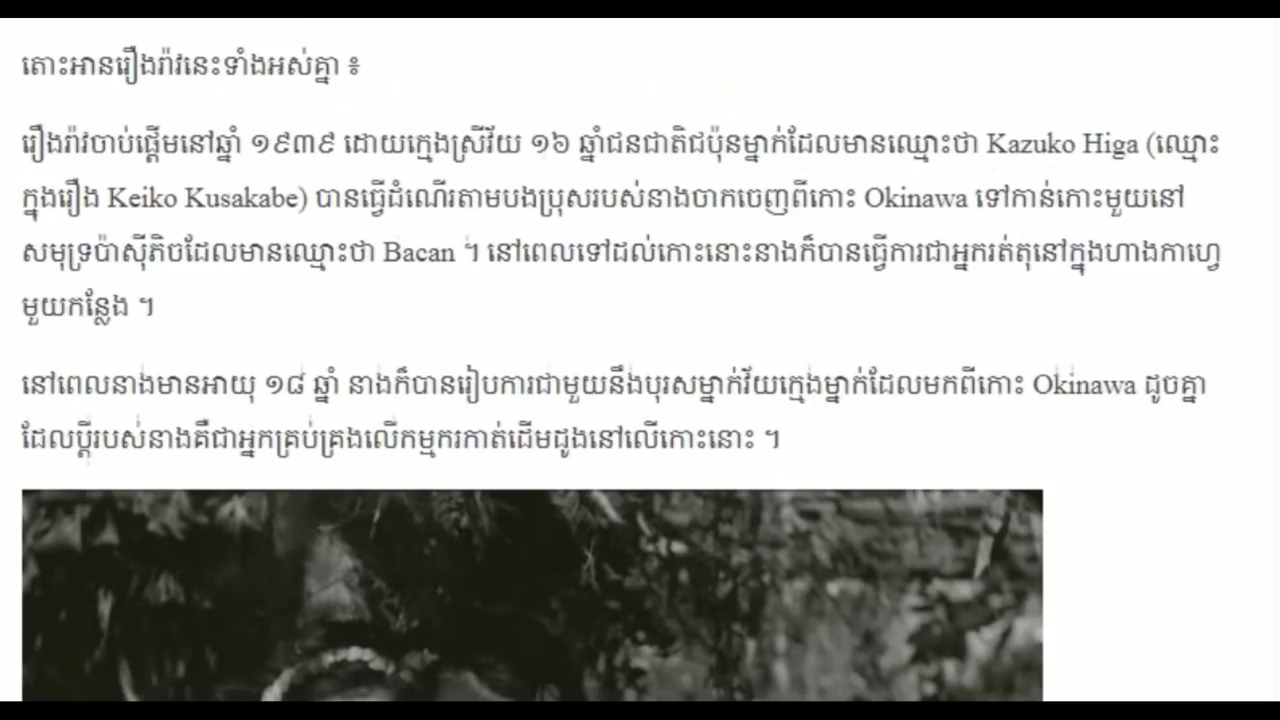 តោះអានរឿងរ៉ាវនេះទាំងអស់គ្នា ៖
រឿងរ៉ាវចាប់ផ្ដើមនៅឆ្នាំ ១៩៣៩ ដោយក្មេងស្រីវ័យ ១៦ ឆ្នាំជនជាតិជប៉ុនម្នាក់ដែលមានឈ្មោះថា Kazuko Higa (ឈ្មោះ
ក្នុងរឿង Keiko Kusakabe) បានធ្វើដំណើរតាមបងប្រុសរបស់នាងចាកចេញពីកោះ Okinawa ទៅកាន់កោះមួយនៅ
សមុទ្រប៉ាស៊ីភិចដែលមានឈ្មោះថា Bacan ។ នៅពេលទៅដល់កោះនោះនាងក៏បានធ្វើការជាអ្នករត់តុនៅក្នុងហាងកាហ្វេ
មួយកន្លែង ។
នៅពេលនាងមានអាយុ ១៨ ឆ្នាំ នាងក៏បានរៀបការជាមួយនឹងបុរសម្នាក់វ័យក្មេងម្នាក់ដែលមកពីកោះ Okinawa ដូចគ្នា
ដែលប្ដីរបស់នាងគឺជាអ្នកគ្រប់គ្រងលើកម្មករកាត់ដើមដូងនៅលើកោះនោះ ។